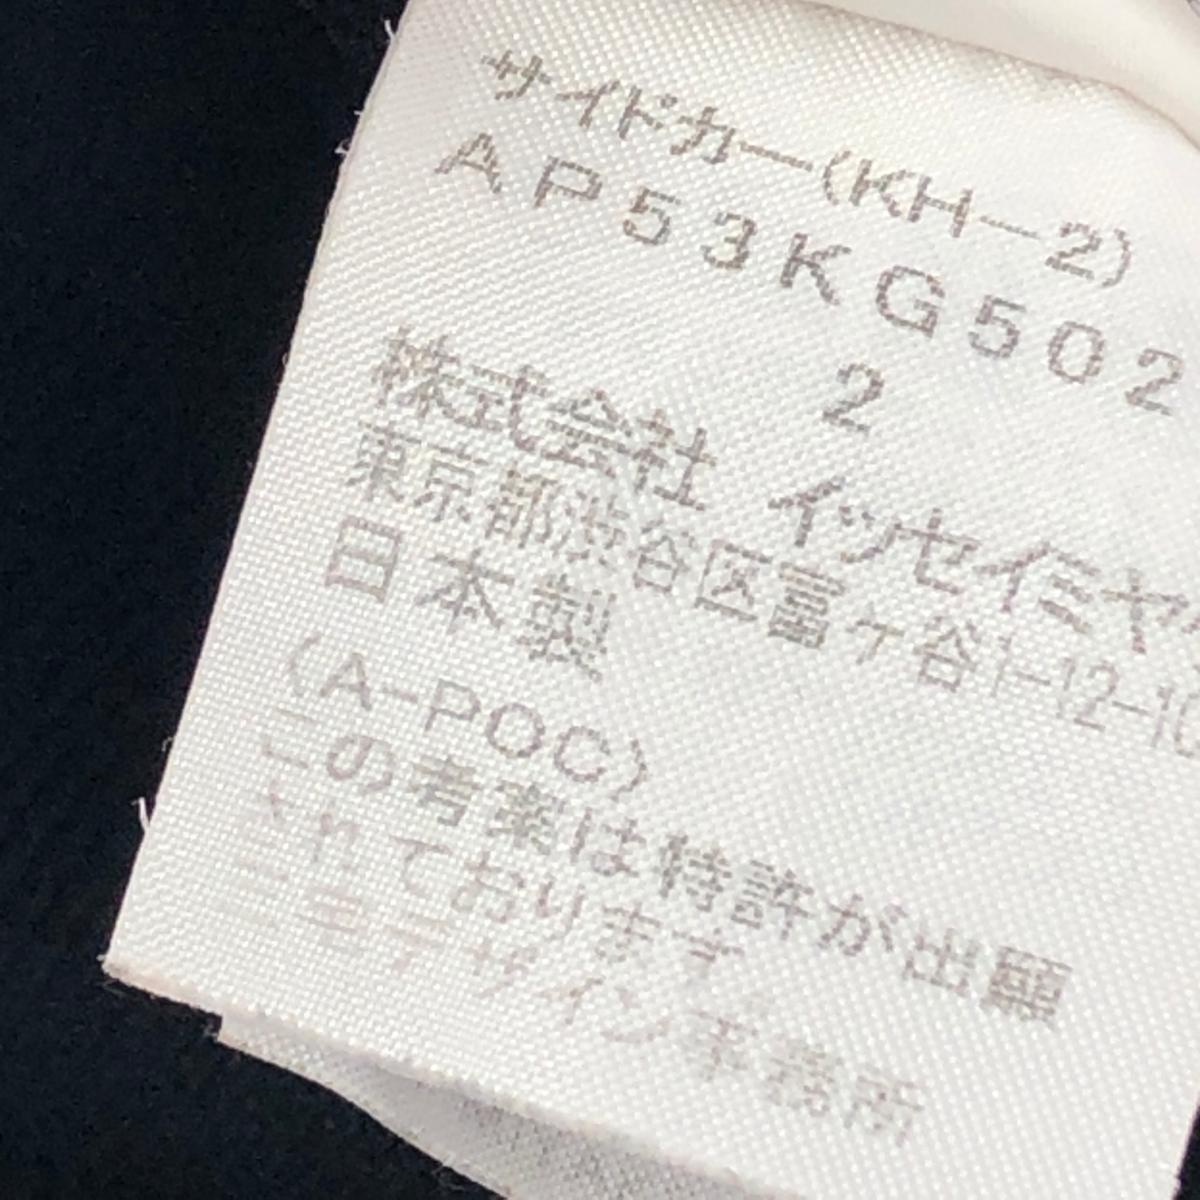 サイドカー(KH-2)
AP53KG502
2
株式会社 イッセイミヤ
東京都渋谷区富ヶ谷1-12-10
日本製
(A-POC)
この考案は特許が出願
されております
三宅デザイン事務所